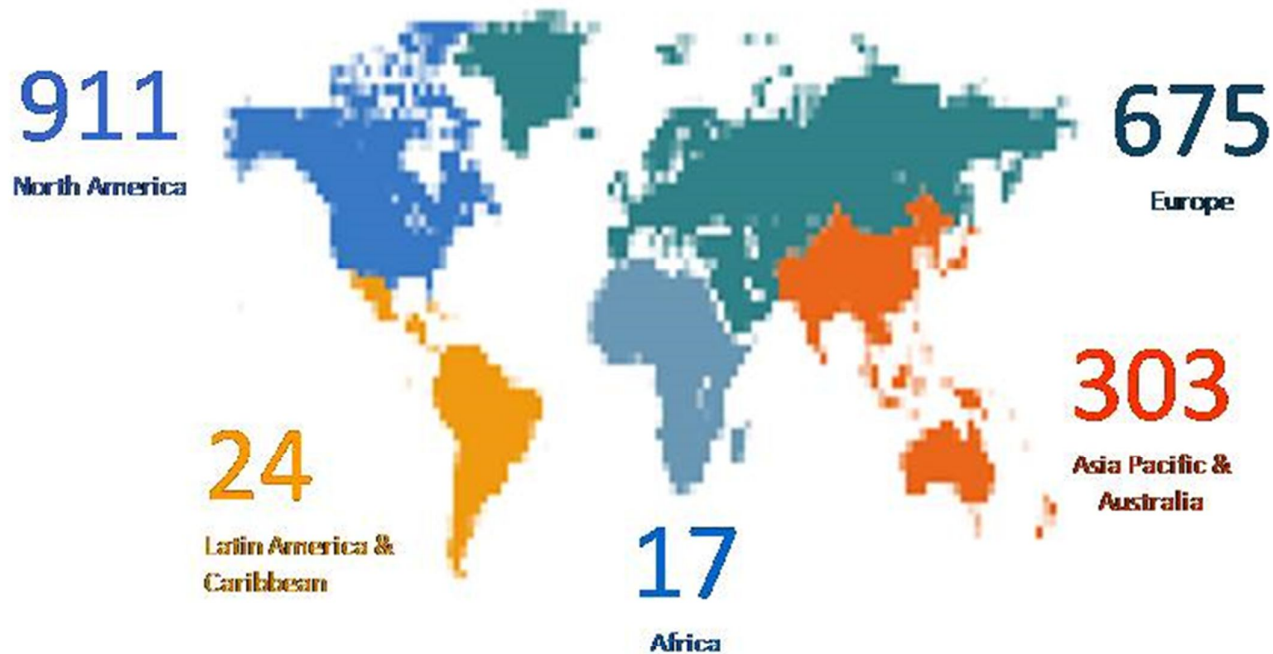 911
North America
675
Europe
303
Asia Pacific &
Australia
24
Latin America &
Caribbean
17
Africa